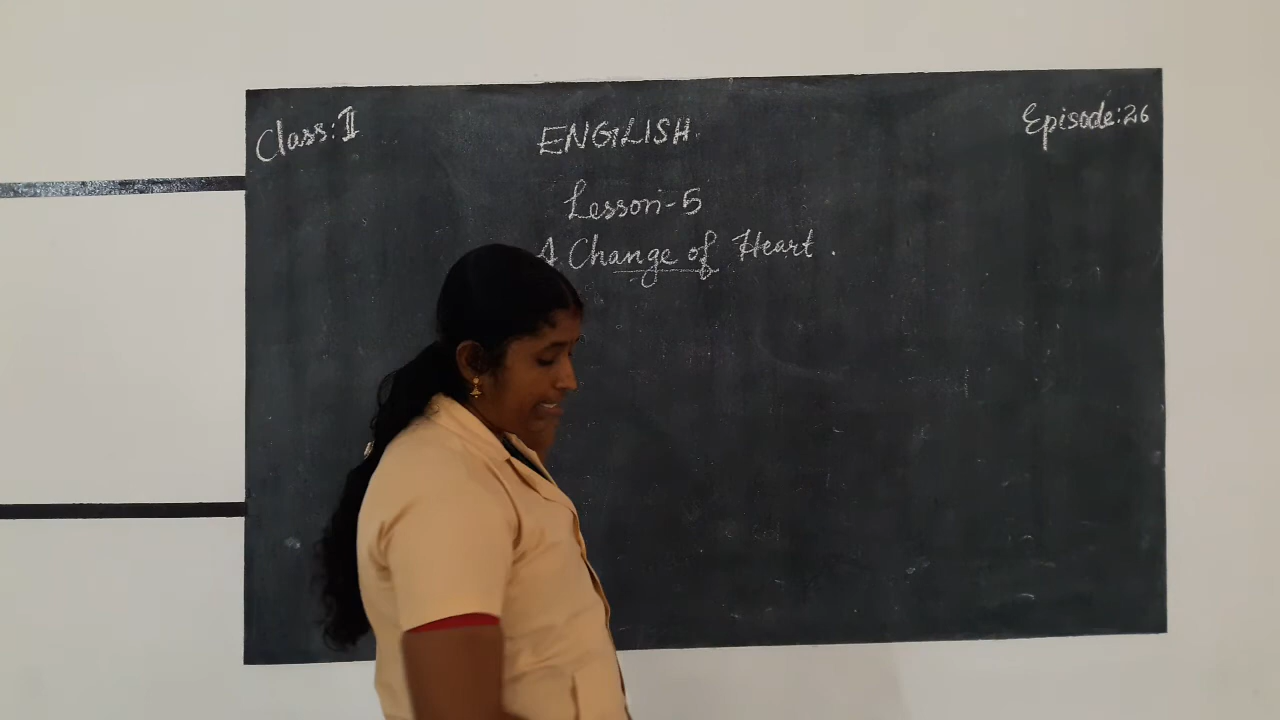 Class: II
ENGLISH
Episode: 26
Lesson-5
A Change of Heart.